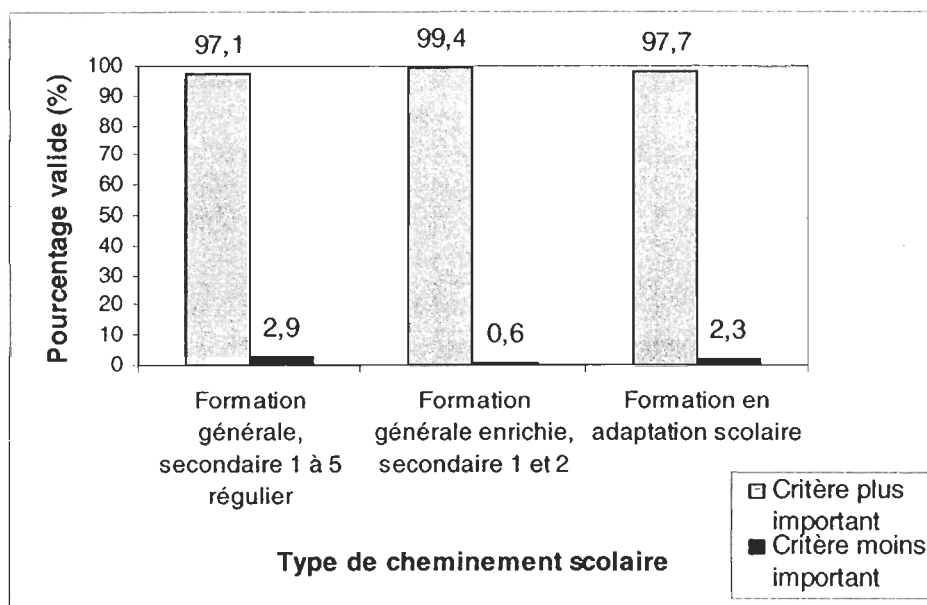 97,1
99,4
97,7
Pourcentage valide (%)
100
90
80
70
60
50
40
30
20
10
0
2,9
0,6
2,3
Formation
générale,
secondaire 1 à 5
régulier
Formation
générale enrichie,
secondaire 1 et 2
Formation en
adaptation scolaire
Type de cheminement scolaire
Critère plus
important
Critère moins
important